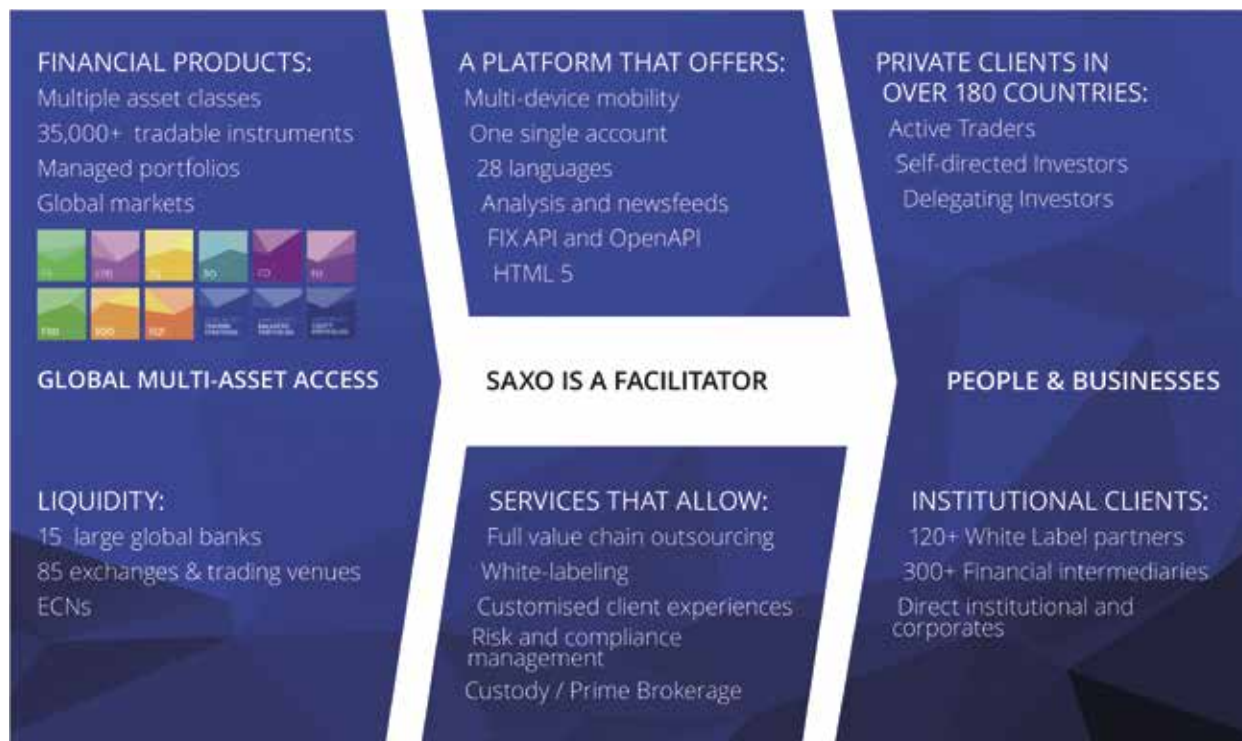 FINANCIAL PRODUCTS:
Multiple asset classes
35,000+ tradable instruments
Managed portfolios
Global markets
GLOBAL MULTI-ASSET ACCESS
LIQUIDITY:
15 large global banks
85 exchanges & trading venues
ECNs
A PLATFORM THAT OFFERS:
Multi-device mobility
One single account
28 languages
Analysis and newsfeeds
FIX API and OpenAPI
HTML 5
SAXO IS A FACILITATOR
SERVICES THAT ALLOW:
Full value chain outsourcing
White-labeling
Customised client experiences
Risk and compliance
management
Custody / Prime Brokerage
PRIVATE CLIENTS IN
OVER 180 COUNTRIES:
Active Traders
Self-directed Investors
Delegating Investors
PEOPLE & BUSINESSES
INSTITUTIONAL CLIENTS:
120+ White Label partners
300+ Financial intermediaries
Direct institutional and
corporates